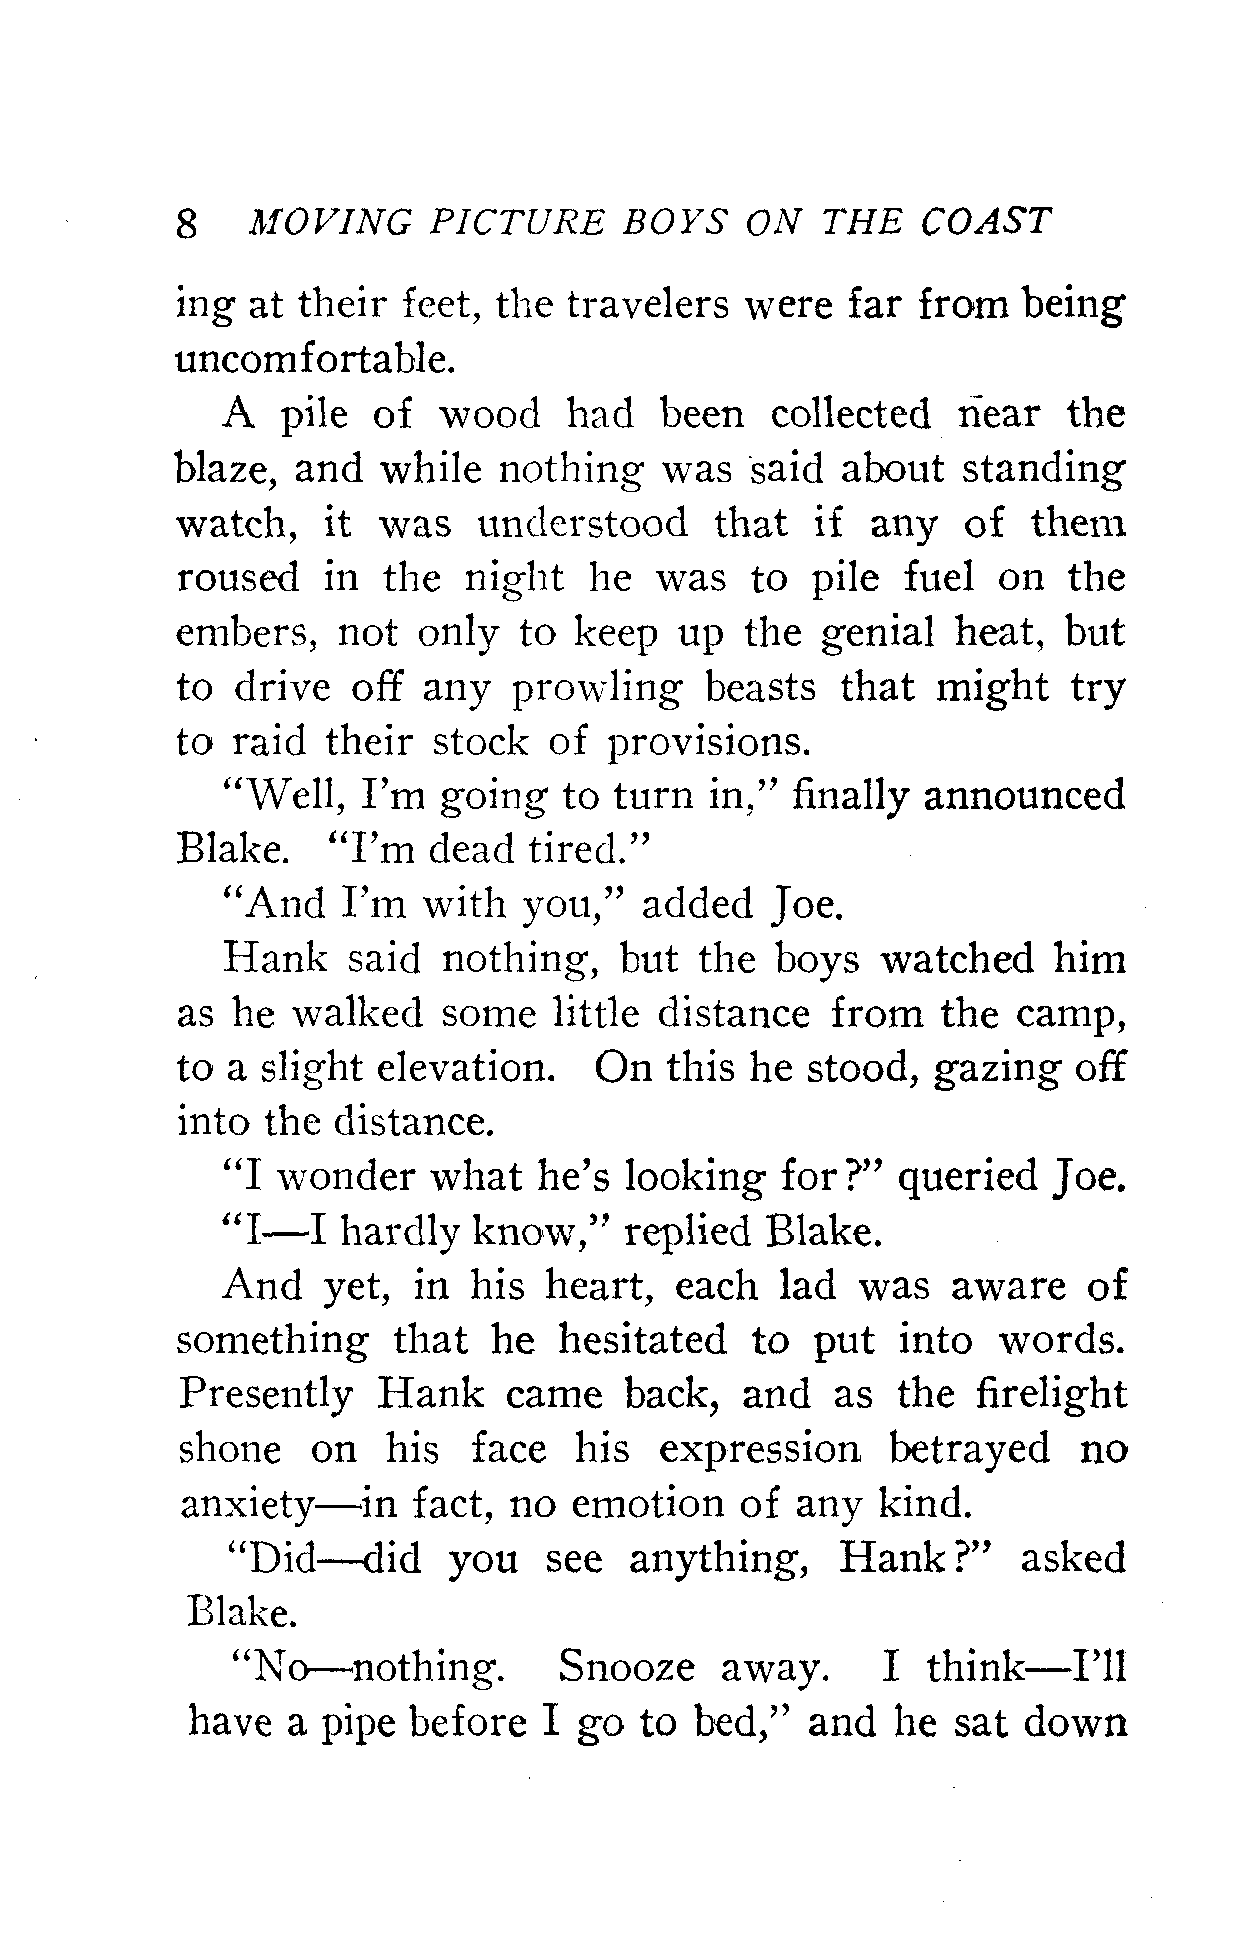 8 MOVING PICTURE BOYS ON THE COAST
ing at their feet, the travelers were far from being
uncomfortable.
A pile of wood had been collected near the
blaze, and while nothing was said about standing
watch, it was understood that if any of them
roused in the night he was to pile fuel on the
embers, not only to keep up the genial heat, but
to drive off any prowling beasts that might try
to raid their stock of provisions.
“Well, I’m going to turn in,” finally announced
Blake. “I’m dead tired.”
“And I’m with you,” added Joe.
Hank said nothing, but the boys watched him
as he walked some little distance from the camp,
to a slight elevation. On this he stood, gazing off
into the distance.
“I wonder what he’s looking for?” queried Joe.
“I—I hardly know,” replied Blake.
And yet, in his heart, each lad was aware of
something that he hesitated to put into words.
Presently Hank came back, and as the firelight
shone on his face his expression betrayed no
anxiety—in fact, no emotion of any kind.
“Did—did you see anything, Hank?” asked
Blake.
“No—nothing. Snooze away. I think—I’ll
have a pipe before I go to bed,” and he sat down